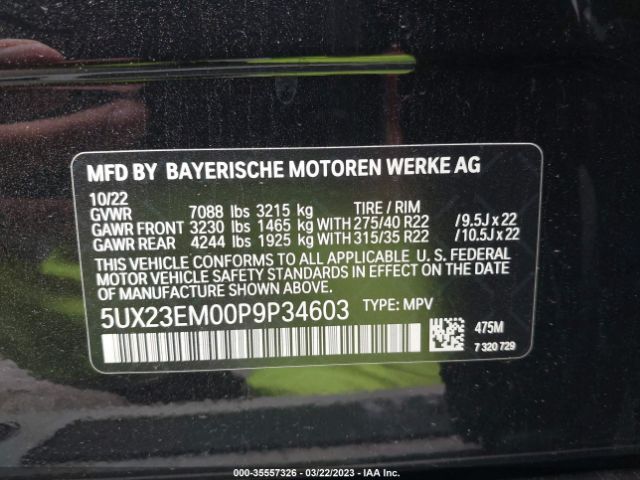 MFD BY BAYERISCHE MOTOREN WERKE AG
10/22
GVWR 7088 lbs 3215 kg TIRE / RIM
GAWR FRONT 3230 lbs 1465 kg WITH 275/40 R22 /9.5J x 22
GAWR REAR 4244 lbs 1925 kg WITH 315/35 R22 /10.5J x 22
THIS VEHICLE CONFORMS TO ALL APPLICABLE U. S. FEDERAL
MOTOR VEHICLE SAFETY STANDARDS IN EFFECT ON THE DATE
OF MANUFACTURE SHOWN ABOVE.
5UX23EM00P9P34603 TYPE: MPV
475M
7 320 729
00-35557326 - 03/22/2023 - IAA Inc.